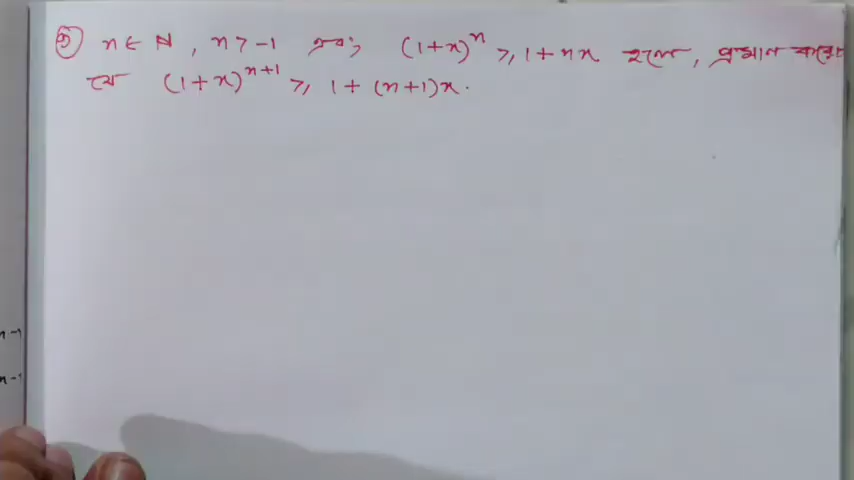 ৩ n ∈ N, x > -1 এবং (1+x)^n ≥ 1+nx হলে, প্রমাণ করো
যে (1+x)^{n+1} ≥ 1 + (n+1)x.